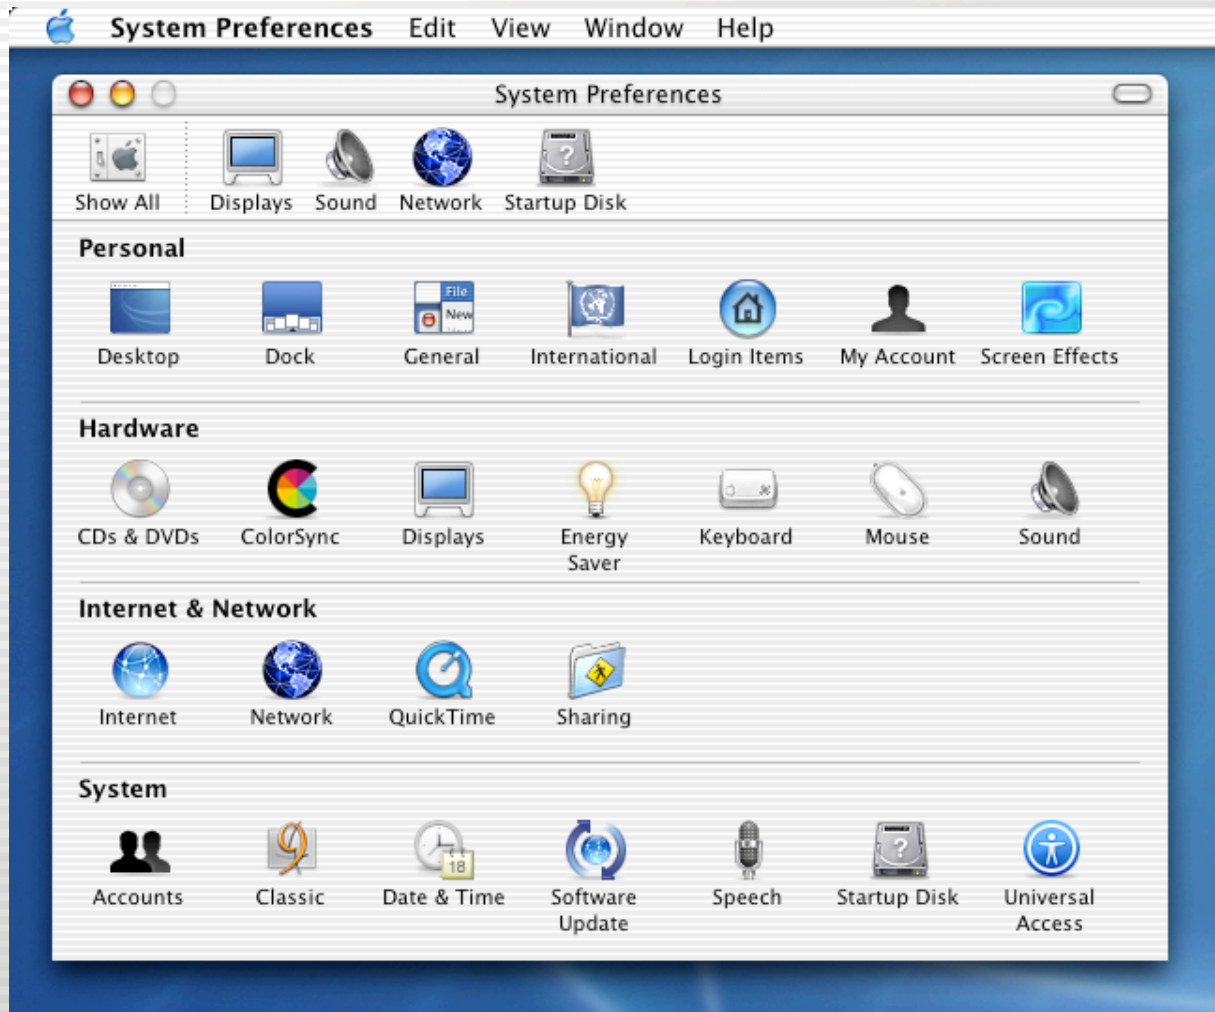 System Preferences Edit View Window Help
System Preferences
Show All Displays Sound Network Startup Disk
Personal
File
New
Desktop Dock General International Login Items My Account Screen Effects
Hardware
CDs & DVDs ColorSync Displays Energy Saver Keyboard Mouse Sound
Internet & Network
Internet Network QuickTime Sharing
System
9
18
Accounts Classic Date & Time Software Update Speech Startup Disk Universal Access